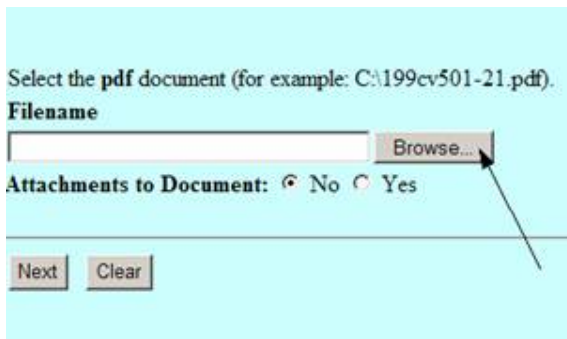 Select the pdf document (for example: C:\199cv501-21.pdf).
Filename
Browse...
Attachments to Document: No Yes
Next Clear